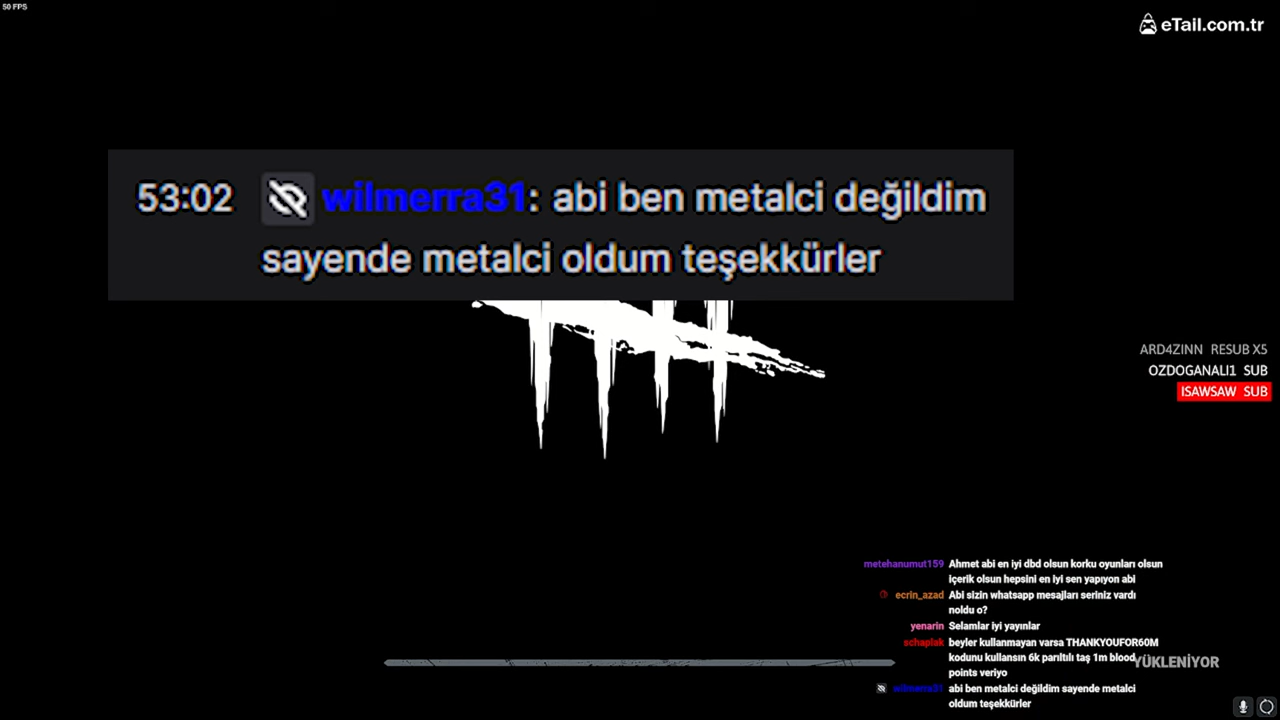 50 FPS
eTail.com.tr
53:02 wilmerra31: abi ben metalci değildim
sayende metalci oldum teşekkürler
ARD4ZINN RESUB X5
OZDOGANALI1 SUB
ISAWSAW SUB
metehanumut159 Ahmet abi en iyi dbd olsun korku oyunları olsun
içerik olsun hepsini en iyi sen yapıyon abi
ecrin_azad Abi sizin whatsapp mesajları seriniz vardı
noldu o?
yenarin Selamlar iyi yayınlar
schaplak beyler kullanmayan varsa THANKYOUFOR60M
kodunu kullansın 6k parıltılı taş 1m blood
points veriyo
YÜKLENİYOR
wilmerra31 abi ben metalci değildim sayende metalci
oldum teşekkürler